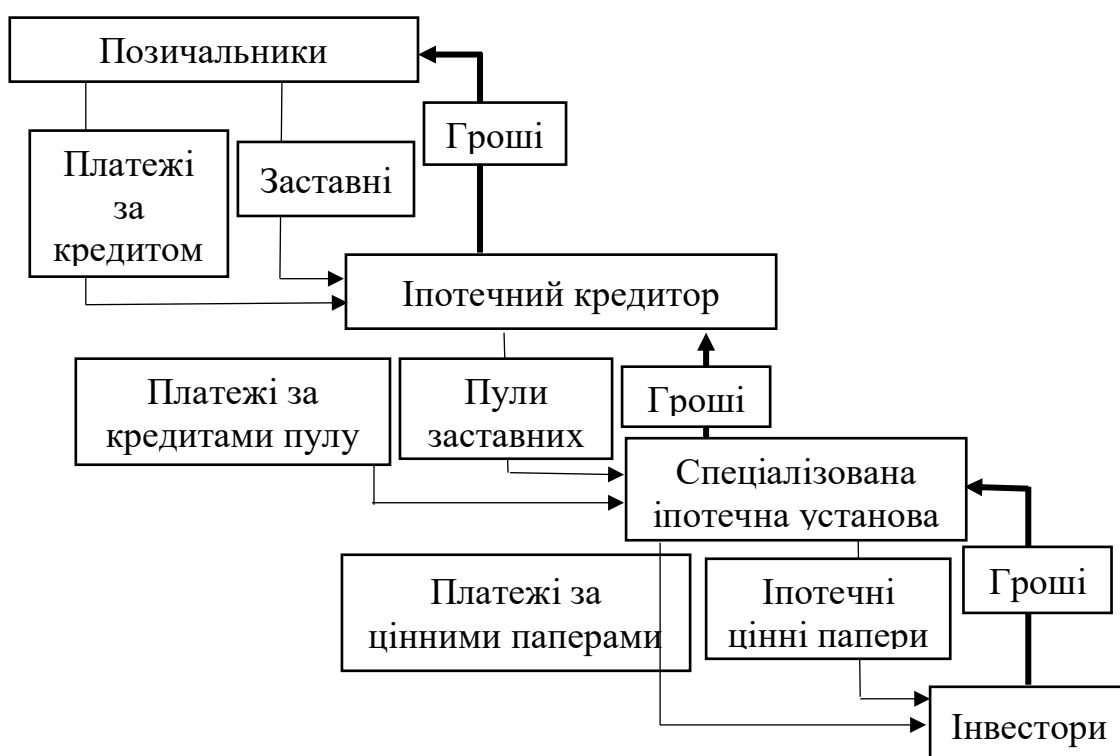 Позичальники
Гроші
Платежі
за
кредитом
Заставні
Іпотечний кредитор
Платежі за
кредитами пулу
Пули
заставних
Гроші
Спеціалізована
іпотечна установа
Платежі за
цінними паперами
Іпотечні
цінні папери
Гроші
Інвестори